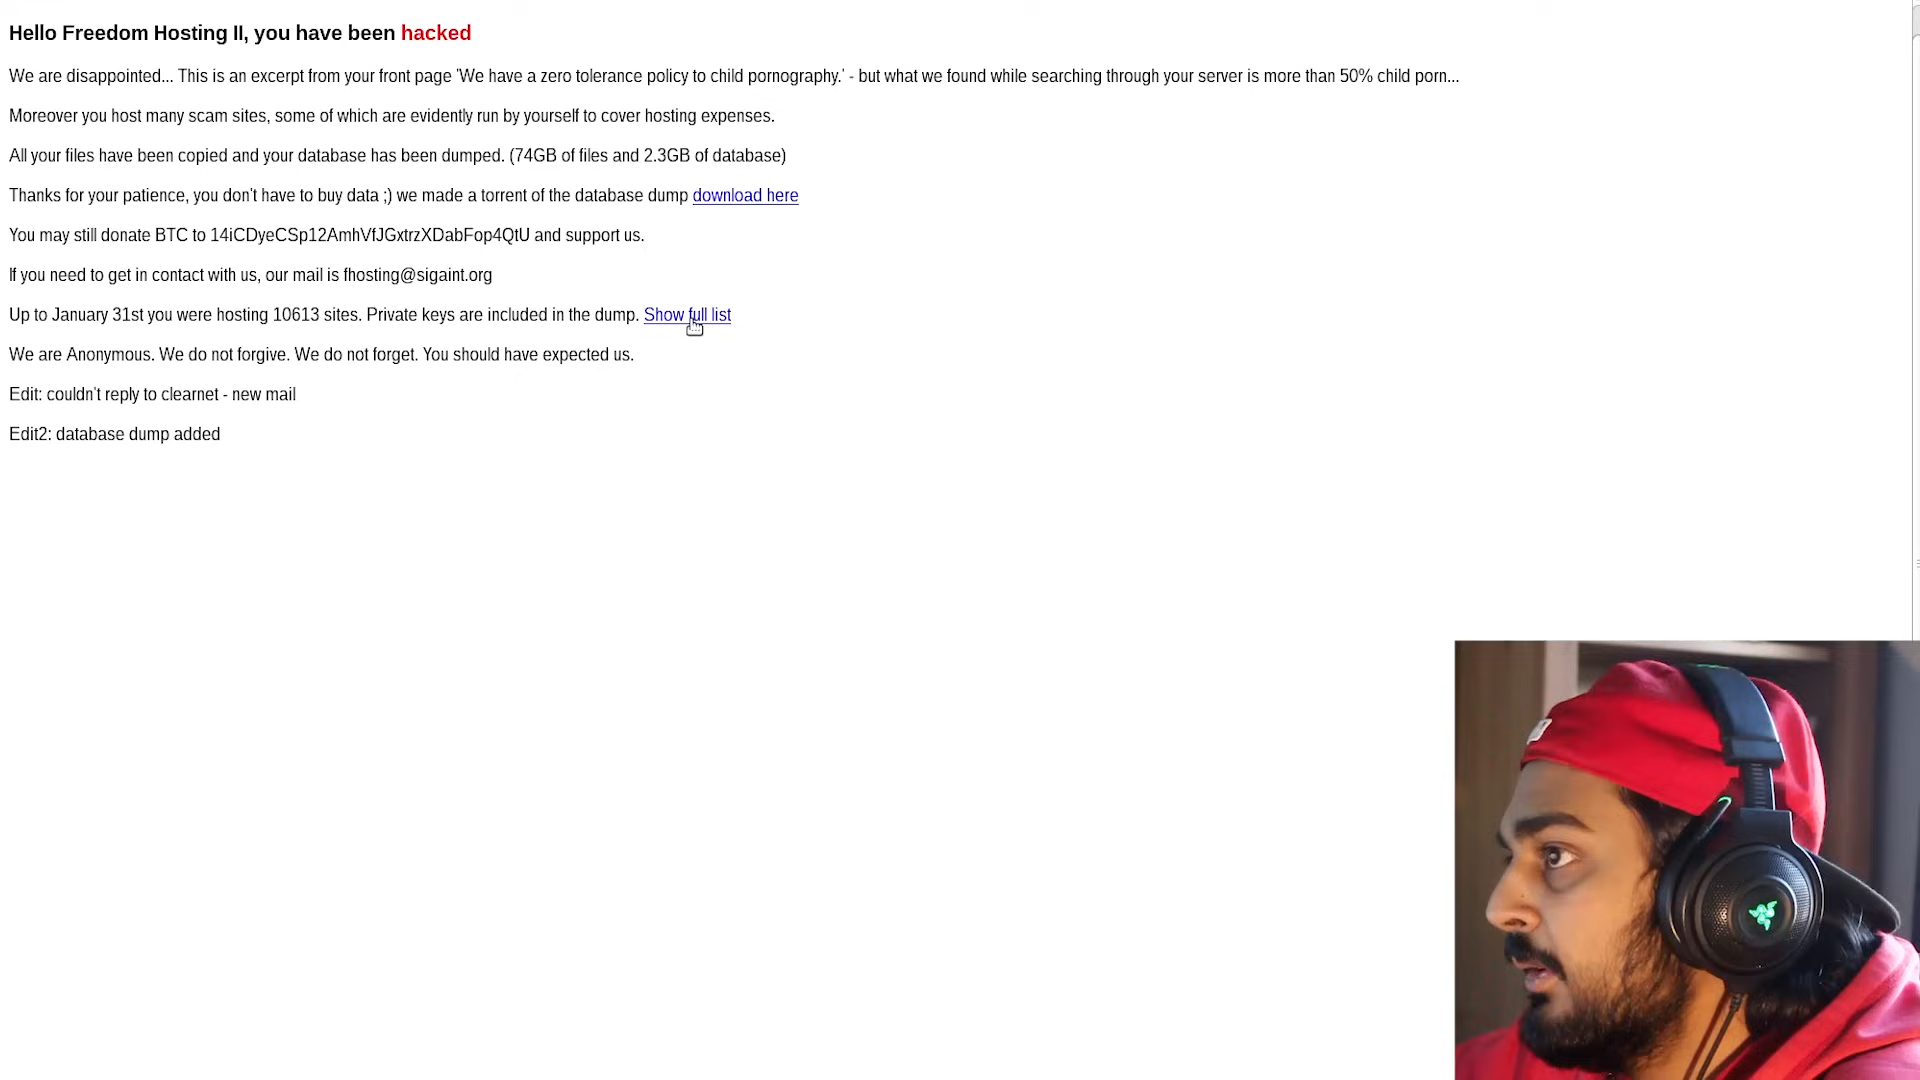 Hello Freedom Hosting II, you have been hacked
We are disappointed... This is an excerpt from your front page 'We have a zero tolerance policy to child pornography.' - but what we found while searching through your server is more than 50% child porn...
Moreover you host many scam sites, some of which are evidently run by yourself to cover hosting expenses.
All your files have been copied and your database has been dumped. (74GB of files and 2.3GB of database)
Thanks for your patience, you don't have to buy data ;) we made a torrent of the database dump download here
You may still donate BTC to 14iCDyeCSp12AmhVfJGxtrzXDabFop4QtU and support us.
If you need to get in contact with us, our mail is fhosting@sigaint.org
Up to January 31st you were hosting 10613 sites. Private keys are included in the dump. Show full list
We are Anonymous. We do not forgive. We do not forget. You should have expected us.
Edit: couldn't reply to clearnet - new mail
Edit2: database dump added